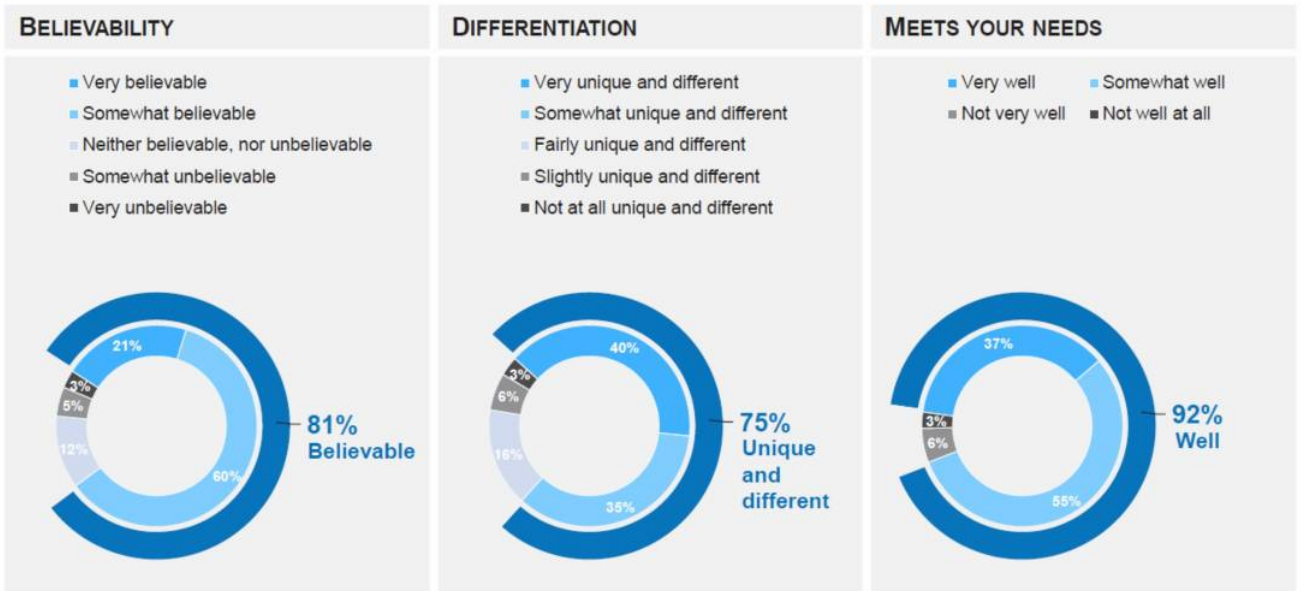 BELIEVABILITY
Very believable
Somewhat believable
Neither believable, nor unbelievable
Somewhat unbelievable
Very unbelievable
21%
3%
5%
12%
60%
81%
Believable
DIFFERENTIATION
Very unique and different
Somewhat unique and different
Fairly unique and different
Slightly unique and different
Not at all unique and different
40%
3%
6%
16%
35%
75%
Unique
and
different
MEETS YOUR NEEDS
Very well Somewhat well
Not very well Not well at all
37%
3%
6%
55%
92%
Well